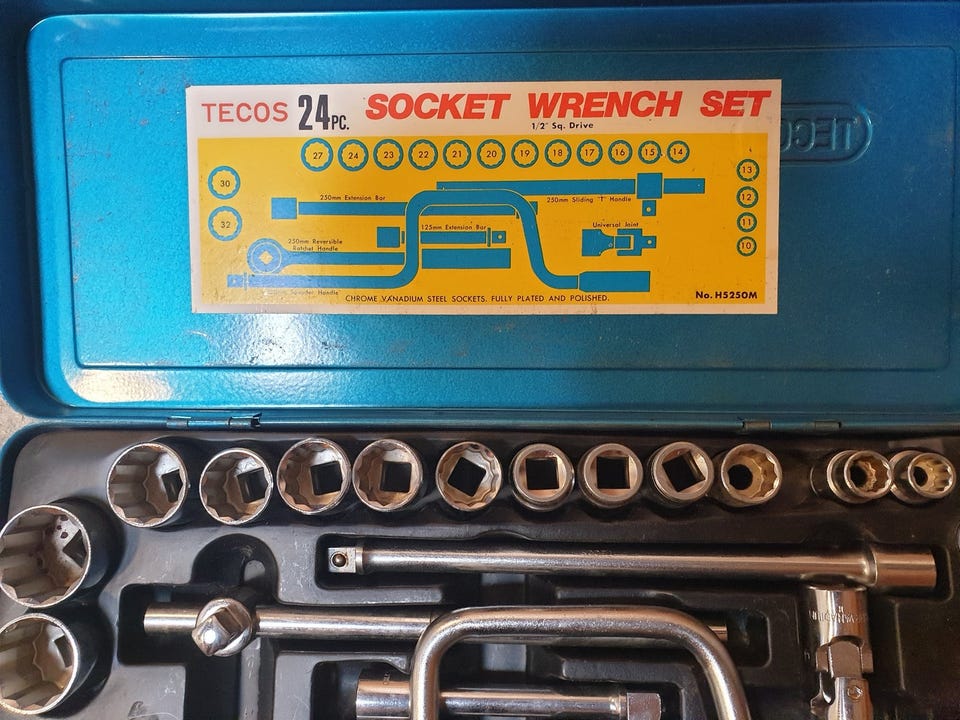 TECOS 24PC. SOCKET WRENCH SET
1/2" Sq. Drive
27 24 23 22 21 20 19 18 17 16 15 14
13
30
12
250mm Extension Bar
250mm Sliding "T" Handle
32
11
125mm Extension Bar
Universal Joint
250mm Reversible
Ratchet Handle
10
Speeder Handle
CHROME VANADIUM STEEL SOCKETS. FULLY PLATED AND POLISHED.
No. H5250M